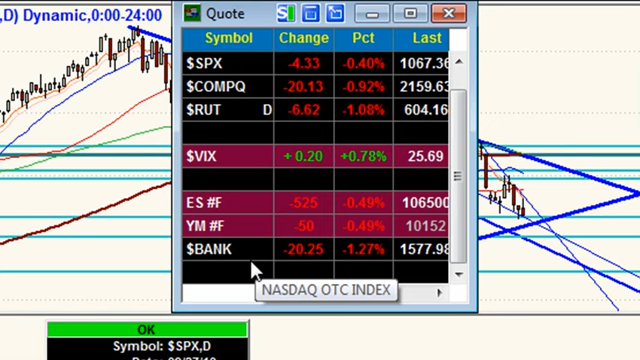 ,D) Dynamic,0:00-24:00
Quote
Symbol Change Pct Last
$SPX -4.33 -0.40% 1067.36
$COMPQ -20.13 -0.92% 2159.63
$RUT D -6.62 -1.08% 604.16
$VIX + 0.20 +0.78% 25.69
ES #F -525 -0.49% 106500
YM #F -50 -0.49% 10152
$BANK -20.25 -1.27% 1577.98
NASDAQ OTC INDEX
OK
Symbol: $SPX,D